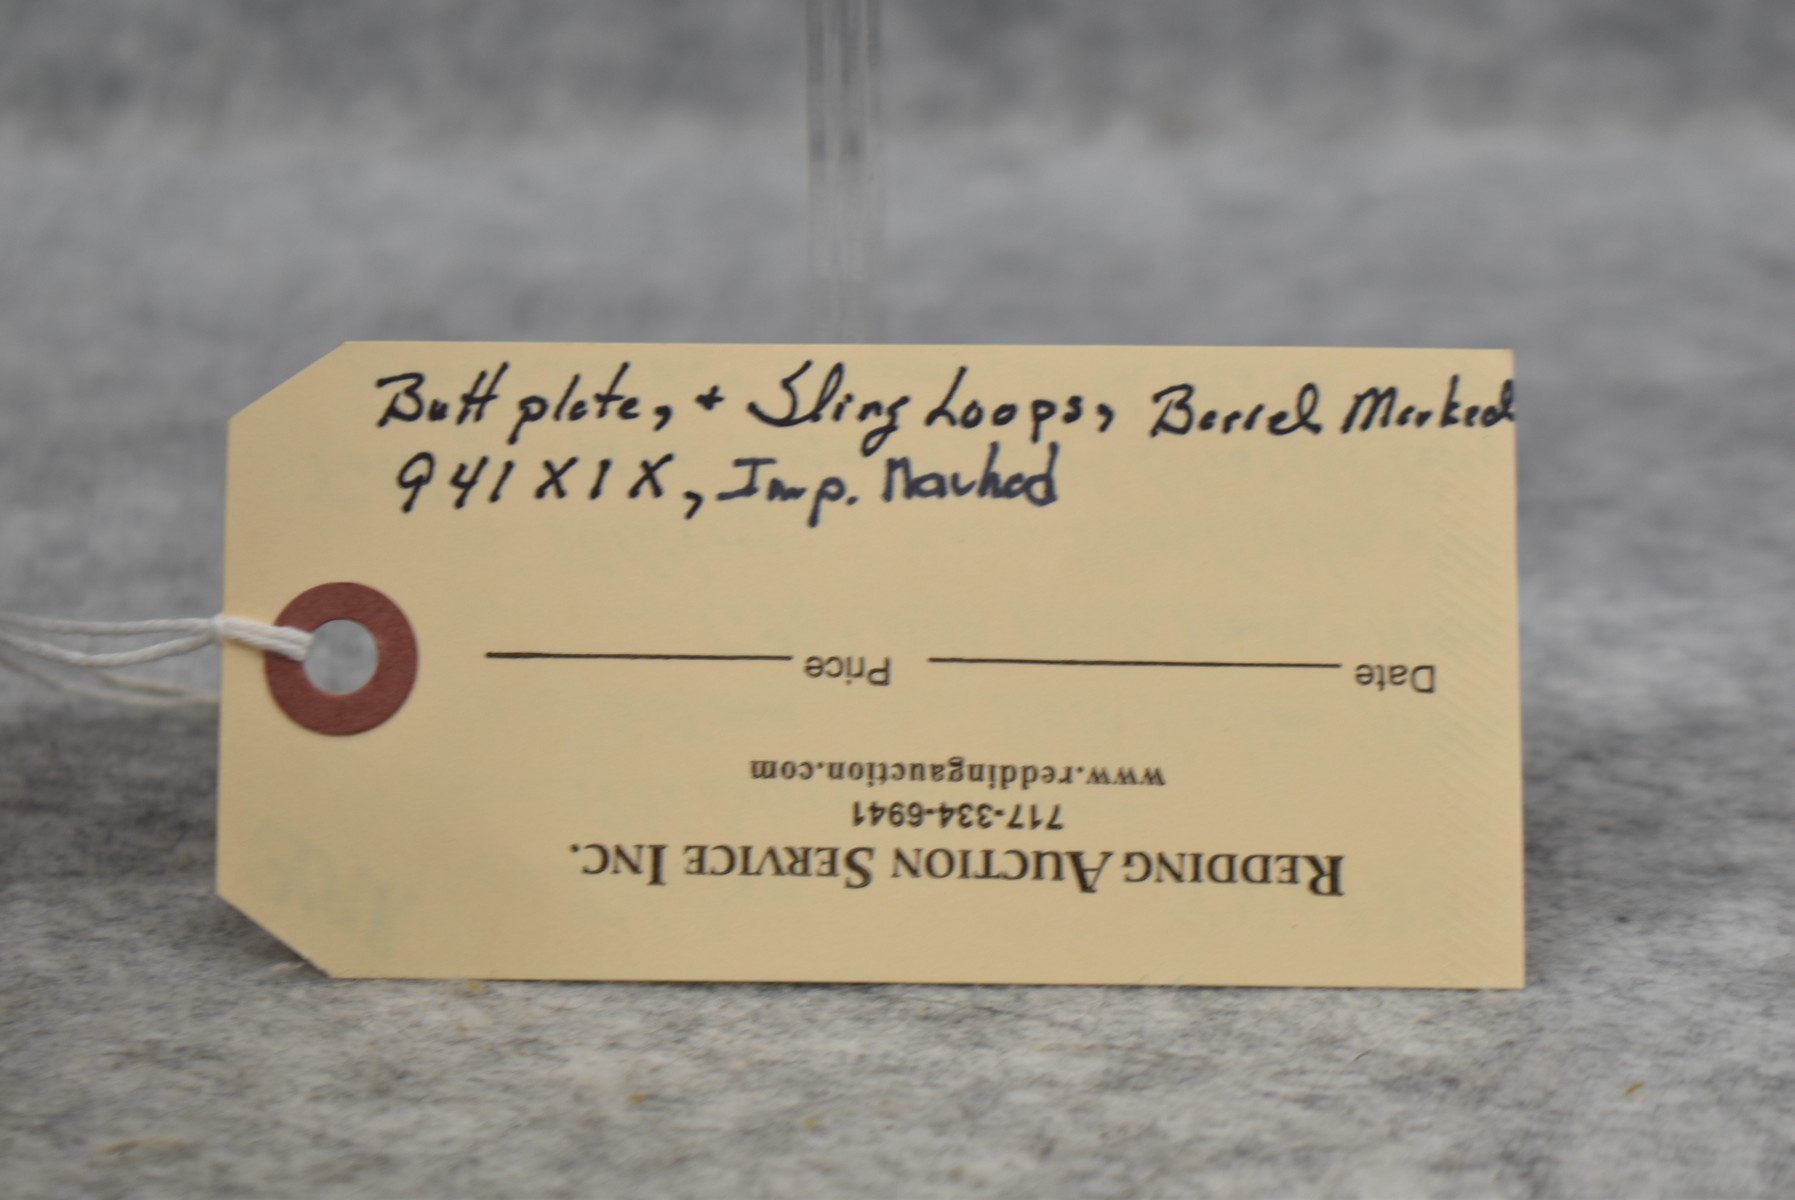 Butt plate, + Sling Loops, Barrel Marked
941 X 1 X, Imp. Marked
Date Price
www.reddingauction.com
717-334-6941
REDDING AUCTION SERVICE INC.